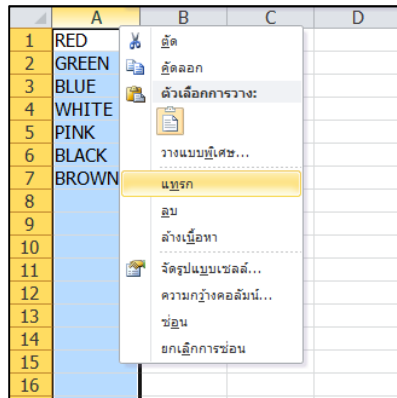 A B C D
1 RED
2 GREEN
3 BLUE
4 WHITE
5 PINK
6 BLACK
7 BROWN
8
9
10
11
12
13
14
15
16
ตัด
คัดลอก
ตัวเลือกการวาง:
วางแบบพิเศษ...
แทรก
ลบ
ล้างเนื้อหา
จัดรูปแบบเซลล์...
ความกว้างคอลัมน์...
ซ่อน
ยกเลิกการซ่อน